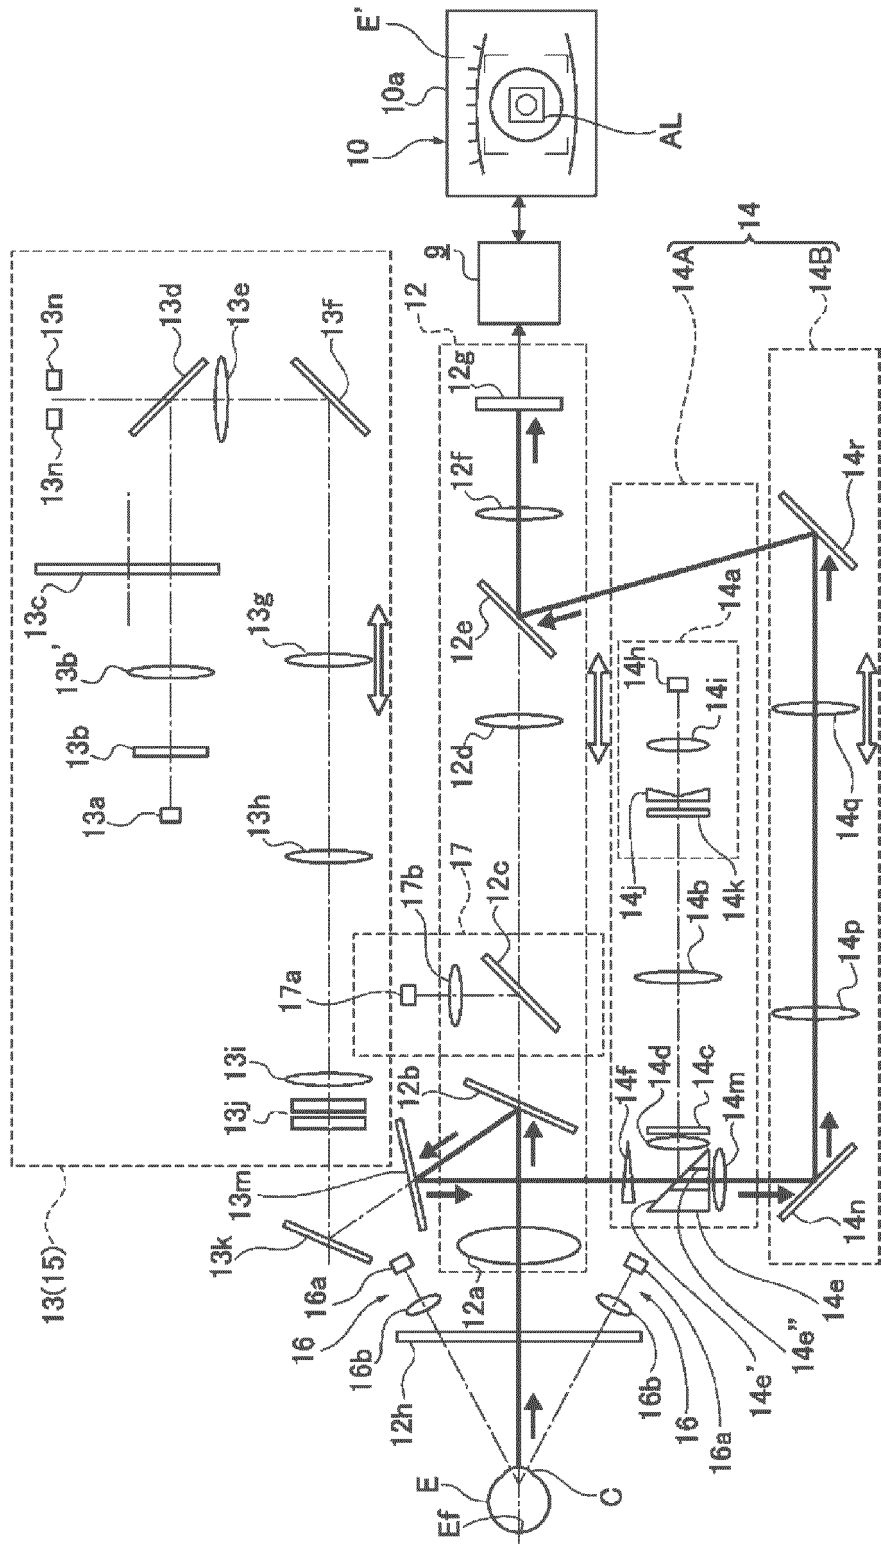 E'
10a
10
AL
9
14
14A
14B
12
12g
13n
13n
13d
13e
13f
12f
14r
13c
13g
12e
14a
14h
14i
13b'
13b
13a
13h
12d
14q
14j
14k
17
17b
12c
17a
14b
14p
13i
13j
12b
14f
14d
14c
14m
13m
13k
14n
14e
14e"
14e'
13(15)
16a
16
16b
12h
12a
16b
16
16a
E
Ef
C